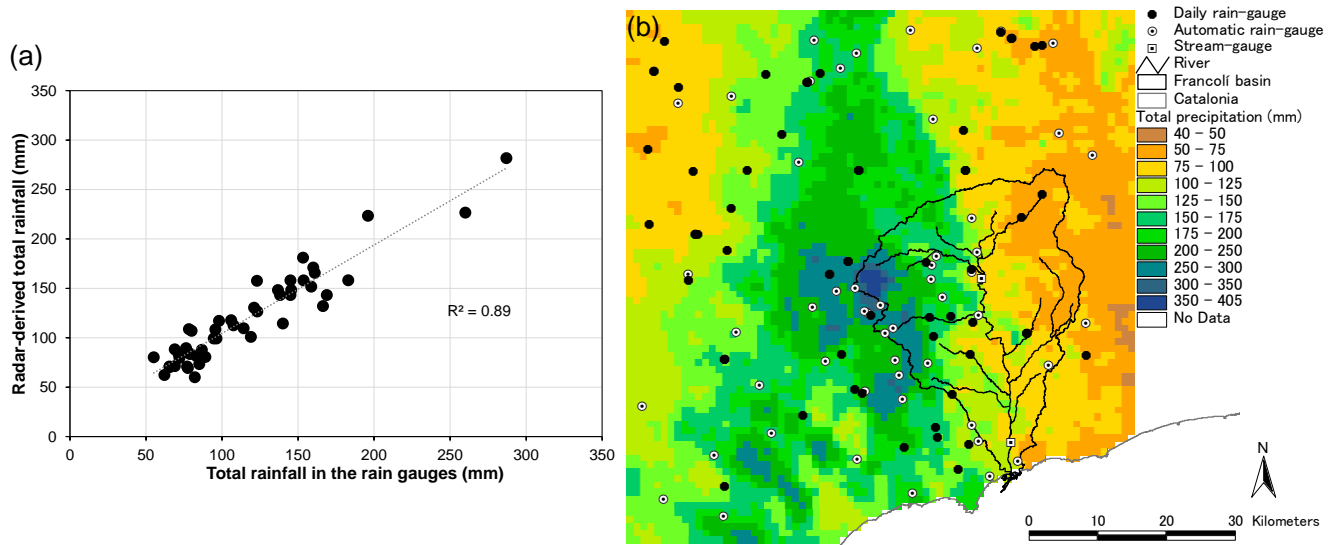 (a)
350
300
250
200
150
100
50
0
0 50 100 150 200 250 300 350
Radar-derived total rainfall (mm)
Total rainfall in the rain gauges (mm)
R² = 0.89
(b)
Daily rain-gauge
Automatic rain-gauge
Stream-gauge
River
Francolí basin
Catalonia
Total precipitation (mm)
40 - 50
50 - 75
75 - 100
100 - 125
125 - 150
150 - 175
175 - 200
200 - 250
250 - 300
300 - 350
350 - 405
No Data
N
0 10 20 30 Kilometers